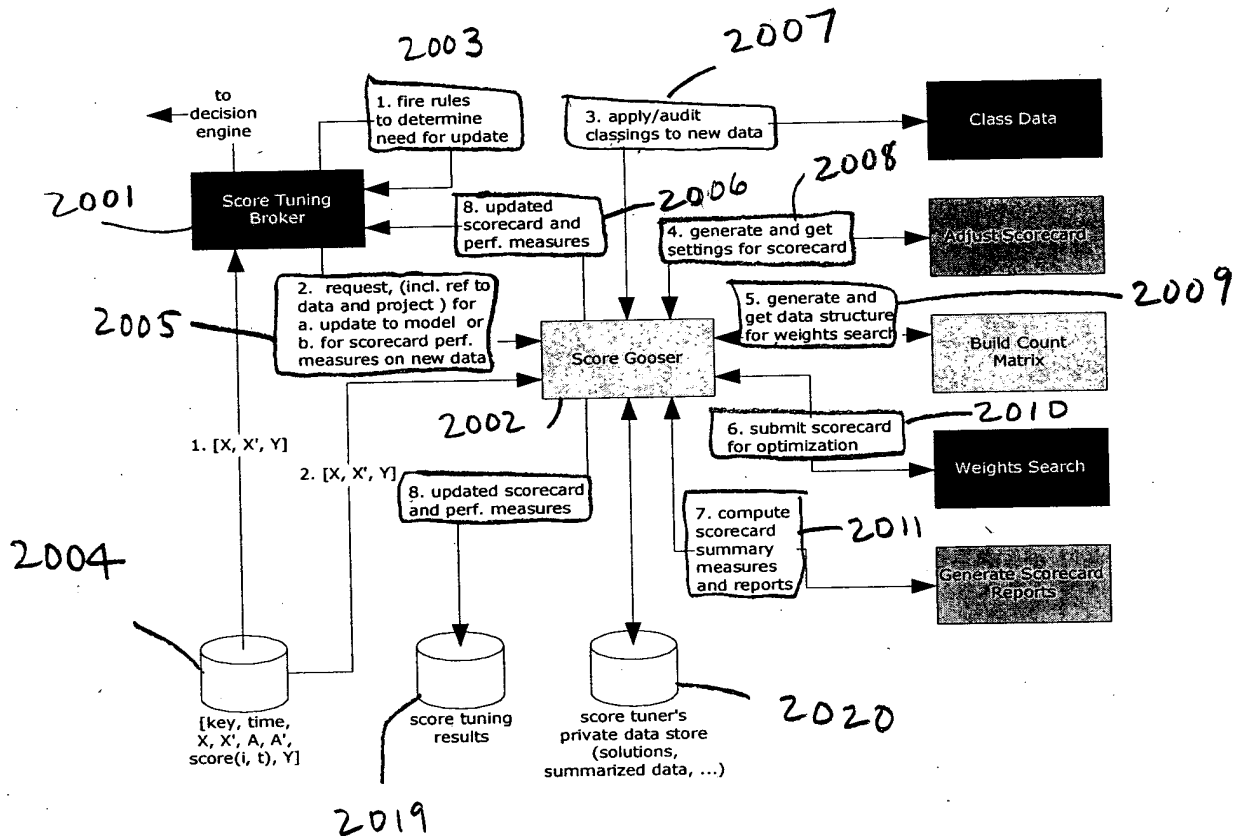 2003
2007
to
decision
engine
1. fire rules
to determine
need for update
3. apply/audit
classings to new data
Class Data
2008
2001
Score Tuning
Broker
2006
8. updated
scorecard and
perf. measures
4. generate and get
settings for scorecard
Adjust Scorecard
2009
2005
2. request, (incl. ref to
data and project ) for
a. update to model or
b. for scorecard perf.
measures on new data
5. generate and
get data structure
for weights search
Score Gooser
Build Count
Matrix
2002
2010
6. submit scorecard
for optimization
1. [X, X', Y]
2. [X, X', Y]
Weights Search
8. updated scorecard
and perf. measures
7. compute
scorecard
summary
measures
and reports
2011
2004
Generate Scorecard
Reports
[key, time,
X, X', A, A',
score(i, t), Y]
score tuning
results
score tuner's
private data store
(solutions,
summarized data, ...)
2020
2019